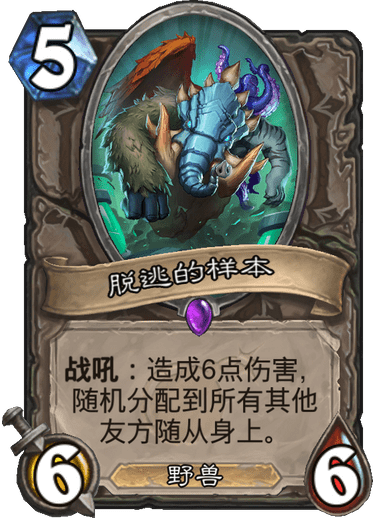 5
脱逃的样本
战吼：造成6点伤害，
随机分配到所有其他
友方随从身上。
6
野兽
6